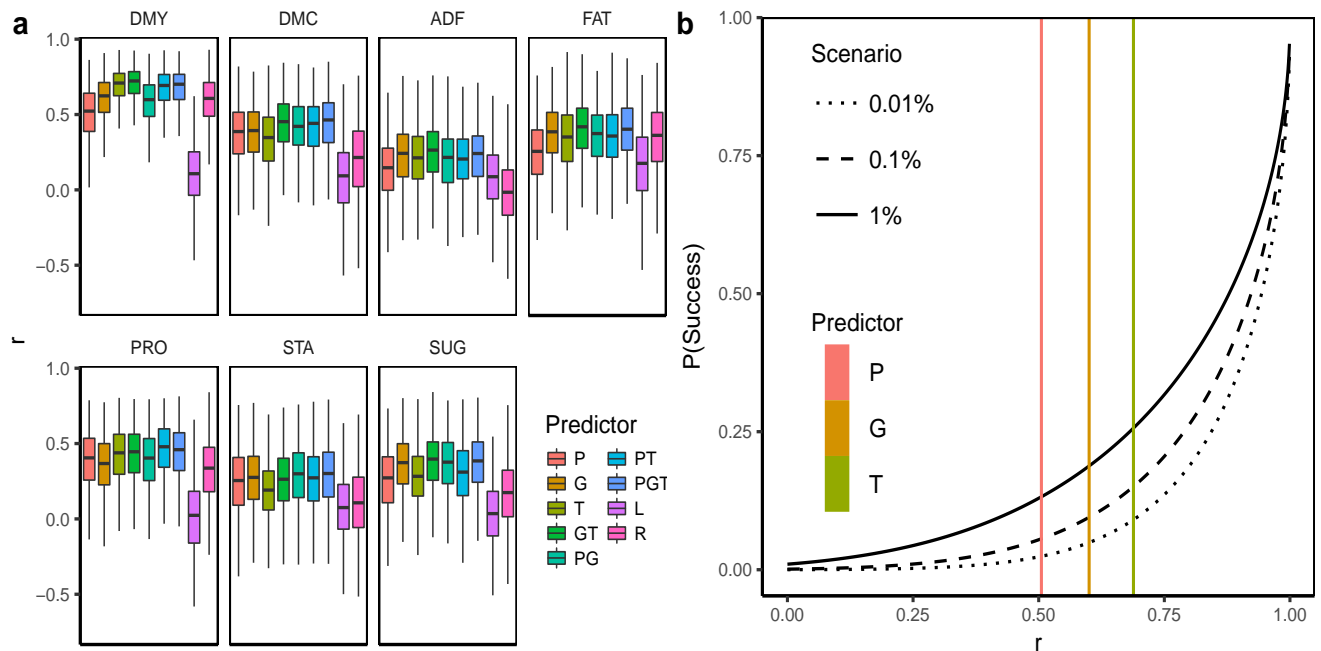 a
DMY DMC ADF FAT
1.0
0.5
0.0
−0.5
r
PRO STA SUG
1.0
0.5
0.0
−0.5
Predictor
P PT
G PGT
T L
GT R
PG
b
1.00
0.75
0.50
0.25
0.00
P(Success)
Scenario
0.01%
0.1%
1%
Predictor
P
G
T
0.00 0.25 0.50 0.75 1.00
r